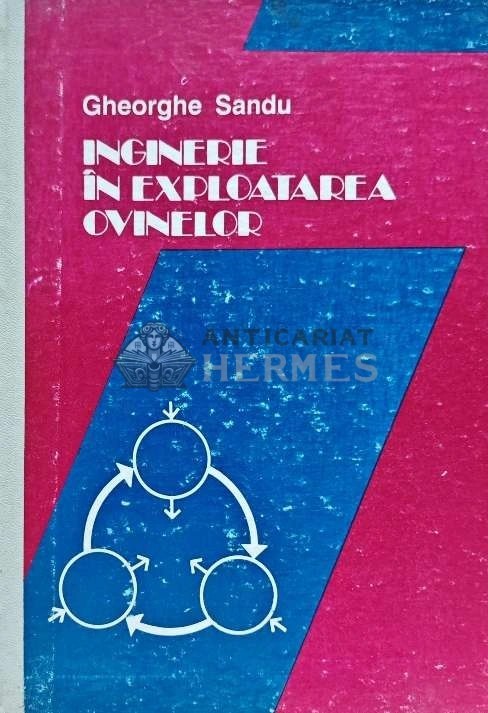 Gheorghe Sandu
INGINERIE
ÎN EXPLOATAREA
OVINELOR
ANTICARIAT
HERMES